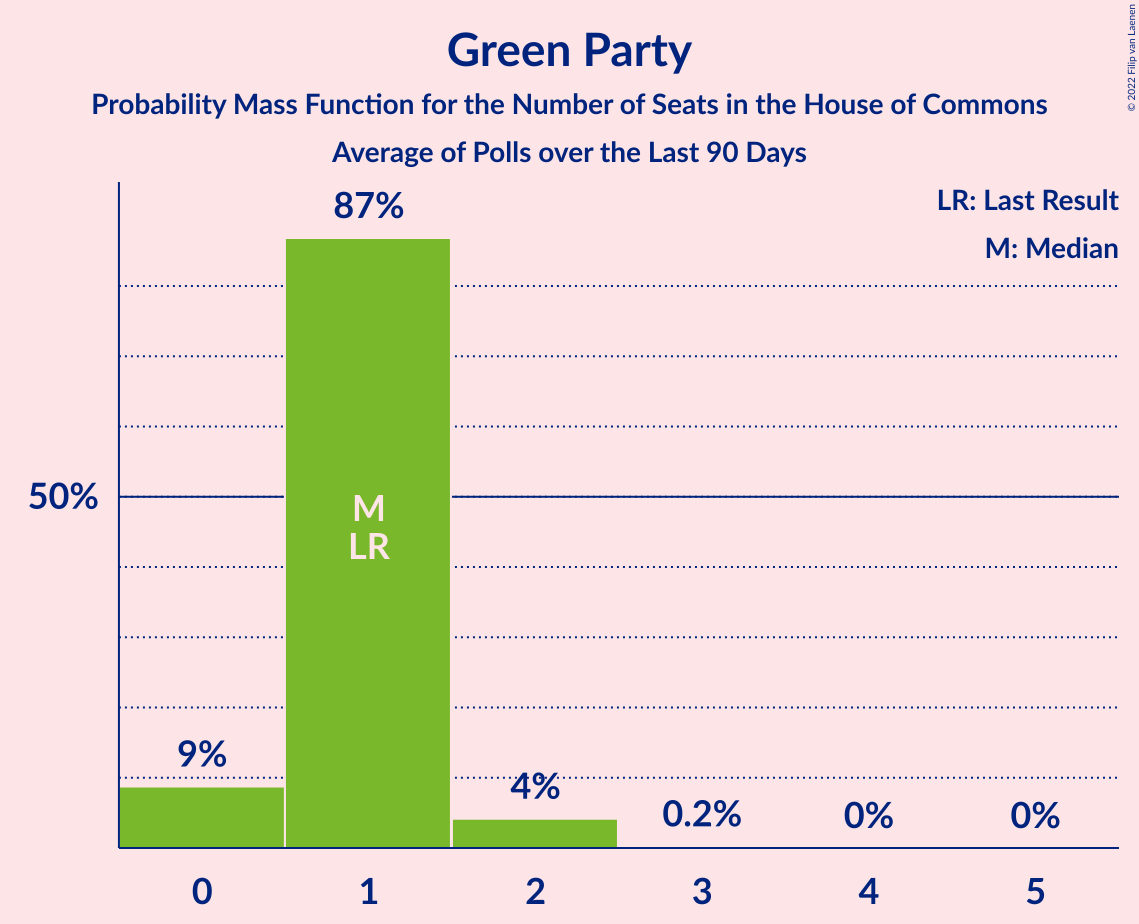 Green Party
Probability Mass Function for the Number of Seats in the House of Commons
Average of Polls over the Last 90 Days
© 2022 Filip van Laenen
LR: Last Result
M: Median
87%
50%
M
LR
9%
4%
0.2%
0%
0%
0
1
2
3
4
5